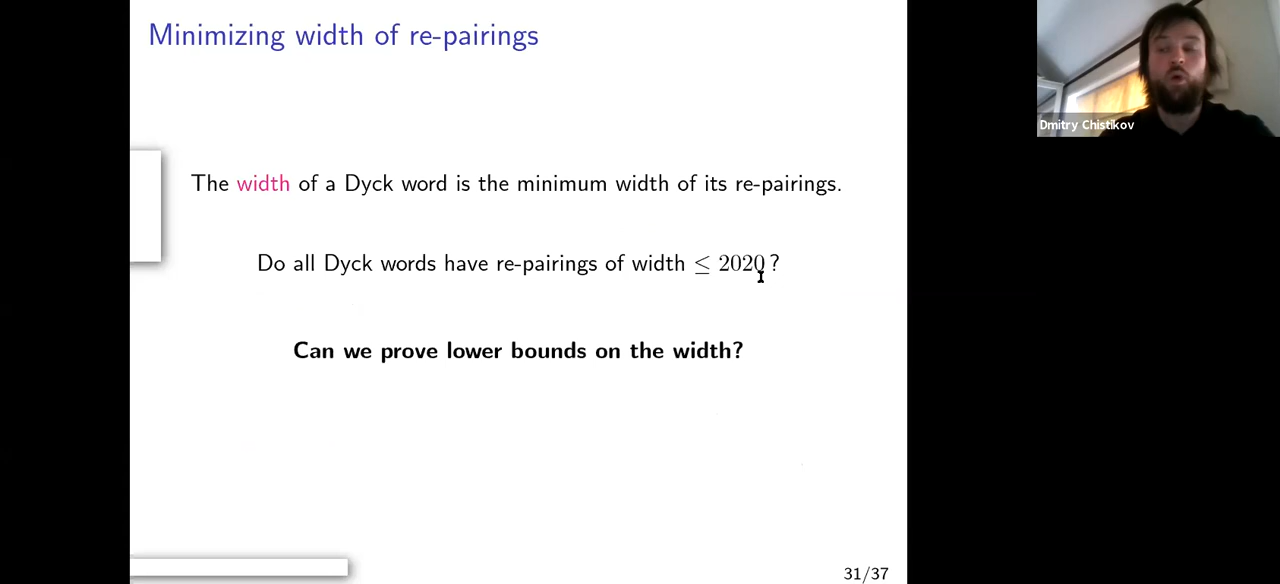 Minimizing width of re-pairings
Dmitry Chistikov
The width of a Dyck word is the minimum width of its re-pairings.
Do all Dyck words have re-pairings of width ≤ 2020?
Can we prove lower bounds on the width?
31/37